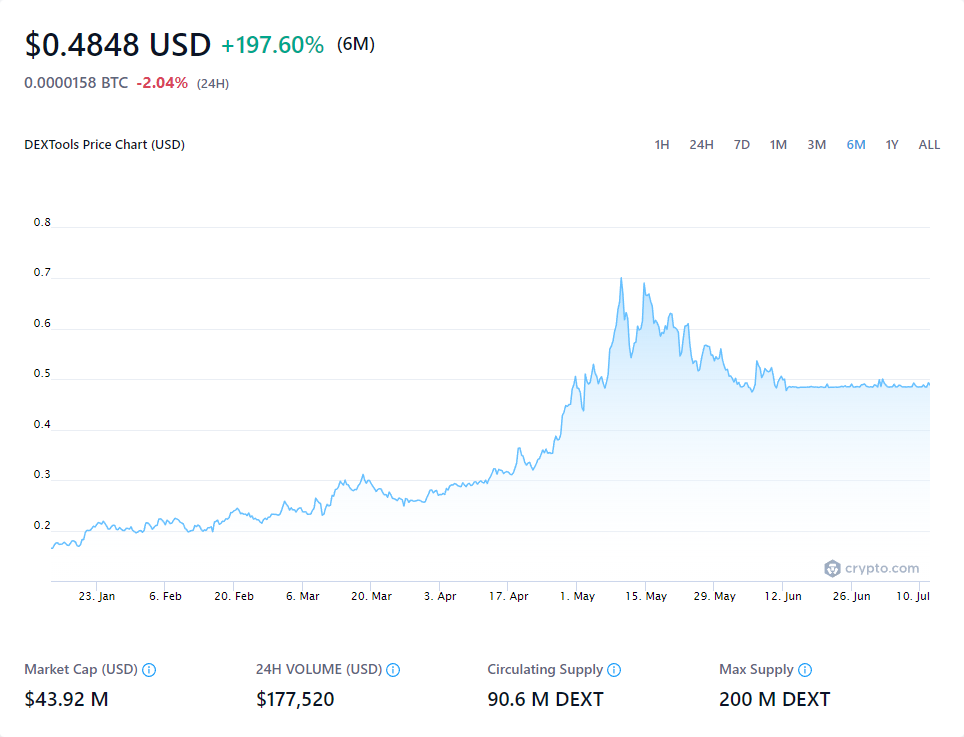 $0.4848 USD +197.60% (6M)
0.0000158 BTC -2.04% (24H)
DEXTools Price Chart (USD) 1H 24H 7D 1M 3M 6M 1Y ALL
0.8
0.7
0.6
0.5
0.4
0.3
0.2
crypto.com
23. Jan 6. Feb 20. Feb 6. Mar 20. Mar 3. Apr 17. Apr 1. May 15. May 29. May 12. Jun 26. Jun 10. Jul
Market Cap (USD) 24H VOLUME (USD) Circulating Supply Max Supply
$43.92 M $177,520 90.6 M DEXT 200 M DEXT